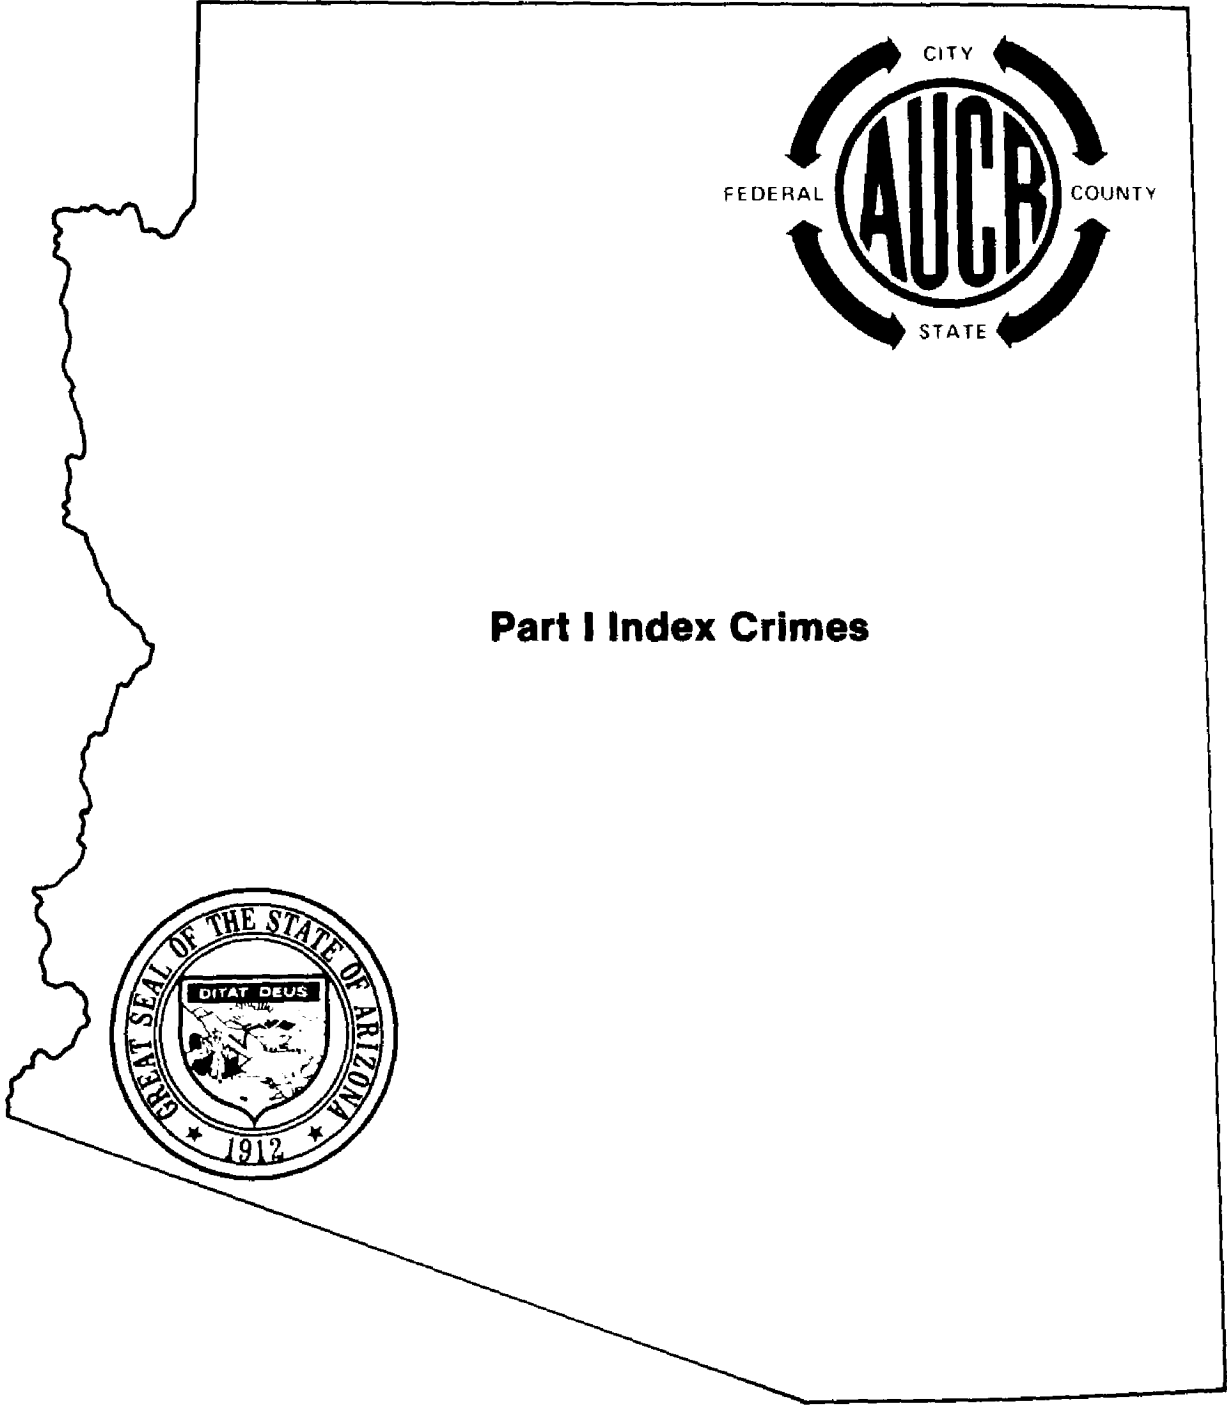 CITY
FEDERAL AUCR COUNTY
STATE
Part I Index Crimes
GREAT SEAL OF THE STATE OF ARIZONA
DITAT DEUS
1912